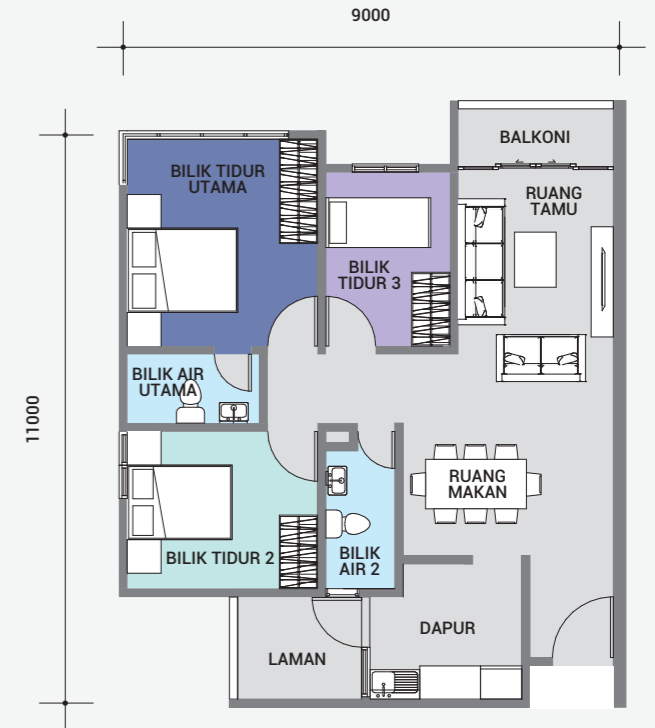 9000
BALKONI
BILIK TIDUR
UTAMA
RUANG
TAMU
BILIK
TIDUR 3
BILIK AIR
UTAMA
11000
RUANG
MAKAN
BILIK TIDUR 2
BILIK
AIR 2
DAPUR
LAMAN